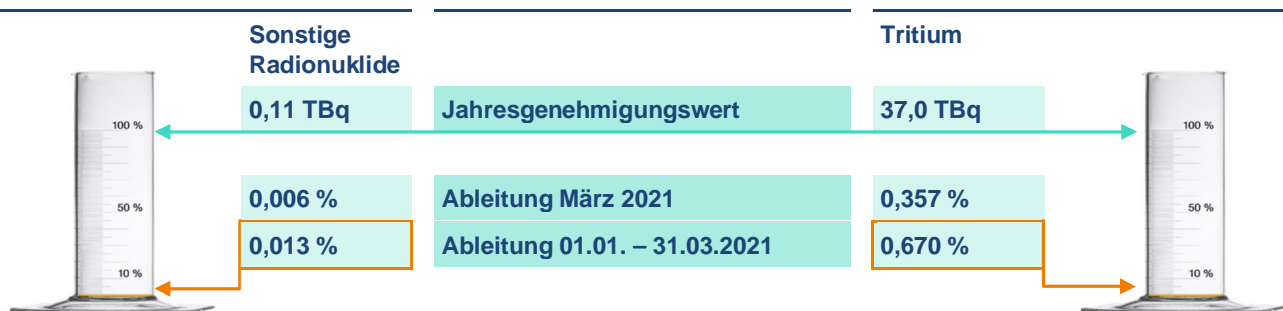 Sonstige
Radionuklide
Tritium
0,11 TBq Jahresgenehmigungswert 37,0 TBq
100 % 100 %
0,006 % Ableitung März 2021 0,357 %
50 % 50 %
0,013 % Ableitung 01.01. – 31.03.2021 0,670 %
10 % 10 %